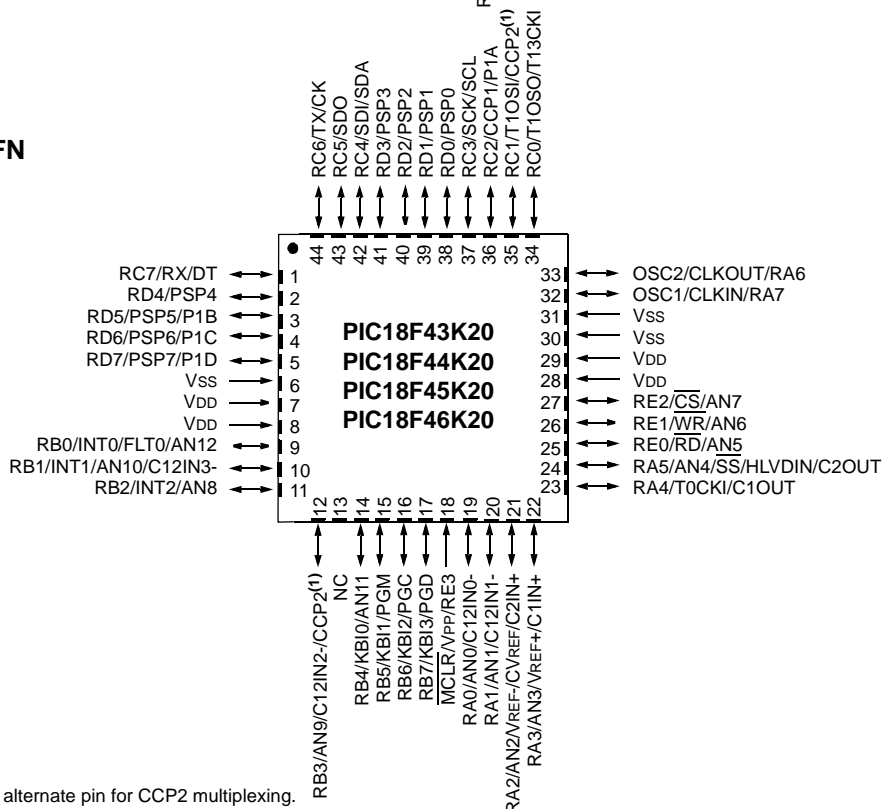 FN
RC6/TX/CK
RC5/SDO
RC4/SDI/SDA
RD3/PSP3
RD2/PSP2
RD1/PSP1
RD0/PSP0
RC3/SCK/SCL
RC2/CCP1/P1A
RC1/T1OSI/CCP2(1)
RC0/T1OSO/T13CKI
44
43
42
41
40
39
38
37
36
35
34
RC7/RX/DT 1
RD4/PSP4 2
RD5/PSP5/P1B 3
RD6/PSP6/P1C 4
RD7/PSP7/P1D 5
VSS 6
VDD 7
VDD 8
RB0/INT0/FLT0/AN12 9
RB1/INT1/AN10/C12IN3- 10
RB2/INT2/AN8 11
PIC18F43K20
PIC18F44K20
PIC18F45K20
PIC18F46K20
33 OSC2/CLKOUT/RA6
32 OSC1/CLKIN/RA7
31 VSS
30 VSS
29 VDD
28 VDD
27 RE2/CS/AN7
26 RE1/WR/AN6
25 RE0/RD/AN5
24 RA5/AN4/SS/HLVDIN/C2OUT
23 RA4/T0CKI/C1OUT
12
13
14
15
16
17
18
19
20
21
22
RB3/AN9/C12IN2-/CCP2(1)
NC
RB4/KBI0/AN11
RB5/KBI1/PGM
RB6/KBI2/PGC
RB7/KBI3/PGD
MCLR/VPP/RE3
RA0/AN0/C12IN0-
RA1/AN1/C12IN1-
RA2/AN2/VREF-/CVREF/C2IN+
RA3/AN3/VREF+/C1IN+
alternate pin for CCP2 multiplexing.